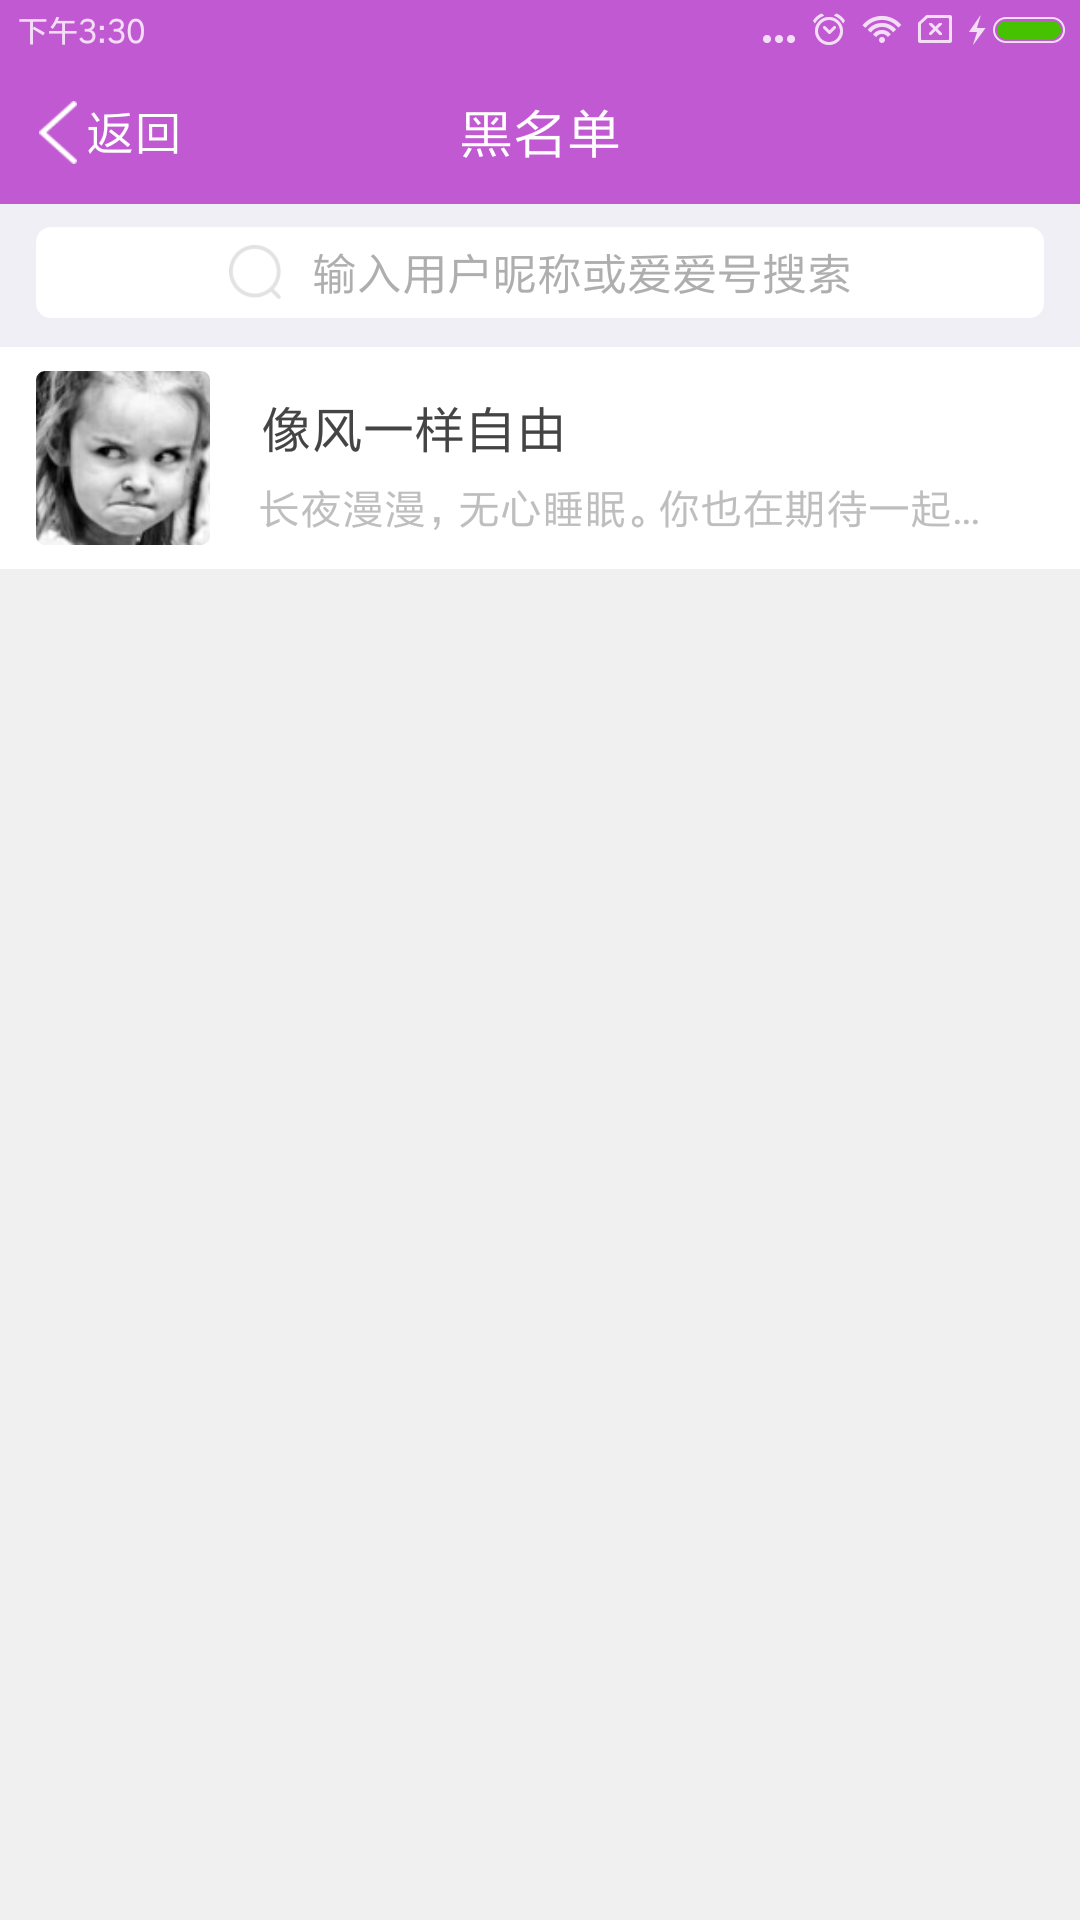 下午3:30
返回
黑名单
输入用户昵称或爱爱号搜索
像风一样自由
长夜漫漫，无心睡眠。你也在期待一起...